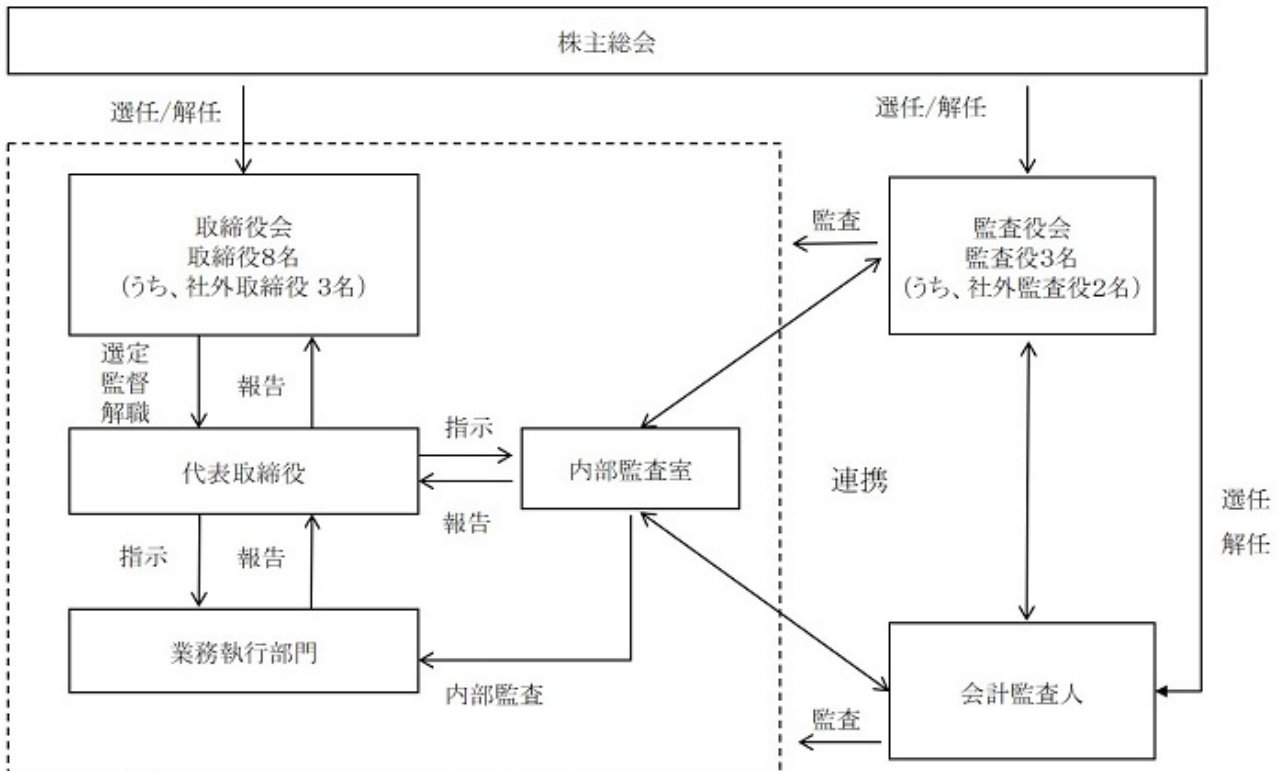 株主総会
選任/解任
選任/解任
取締役会
取締役8名
(うち、社外取締役 3名)
監査
監査役会
監査役3名
(うち、社外監査役2名)
選定
監督
解職
報告
指示
代表取締役
内部監査室
連携
報告
選任
解任
指示
報告
業務執行部門
内部監査
会計監査人
監査